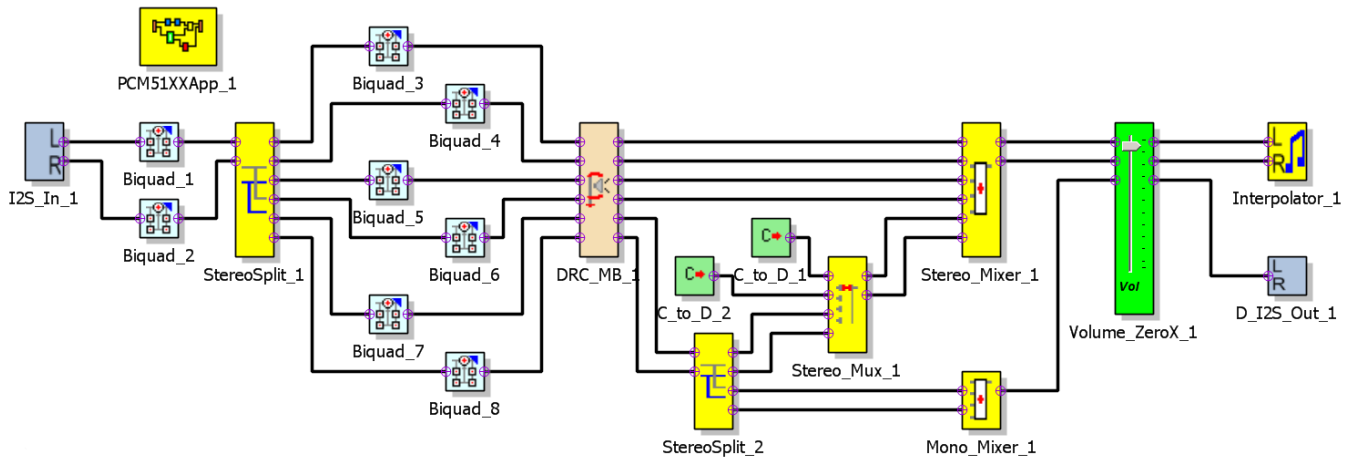 PCM51XXApp_1
Biquad_3
Biquad_4
L
R
I2S_In_1
Biquad_1
Biquad_2
StereoSplit_1
Biquad_5
Biquad_6
Biquad_7
Biquad_8
DRC_MB_1
C
C_to_D_1
C
C_to_D_2
StereoSplit_2
Stereo_Mux_1
Stereo_Mixer_1
Mono_Mixer_1
Vol
Volume_ZeroX_1
L
R
Interpolator_1
L
R
D_I2S_Out_1